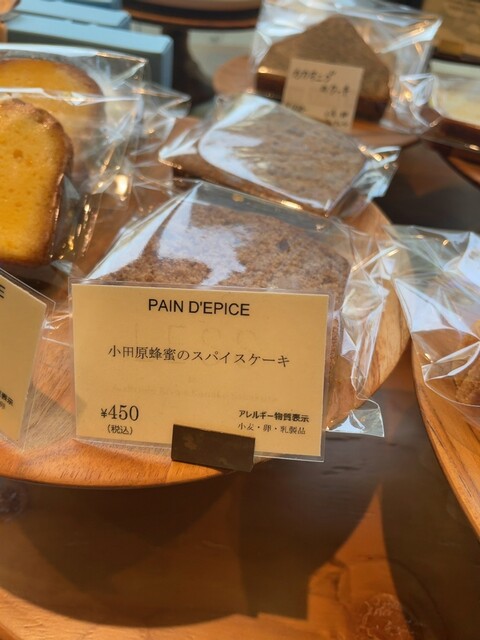 PAIN D'EPICE
小田原蜂蜜のスパイスケーキ
¥450
(税込)
アレルギー物質表示
小麦・卵・乳製品